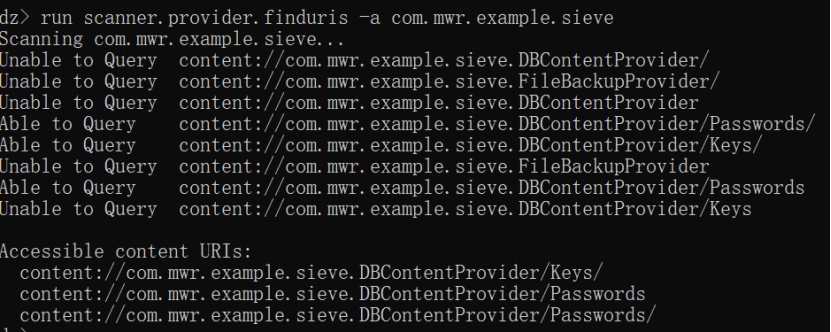 dz> run scanner.provider.finduris -a com.mwr.example.sieve
Scanning com.mwr.example.sieve...
Unable to Query  content://com.mwr.example.sieve.DBContentProvider/
Unable to Query  content://com.mwr.example.sieve.FileBackupProvider/
Unable to Query  content://com.mwr.example.sieve.DBContentProvider
Able to Query    content://com.mwr.example.sieve.DBContentProvider/Passwords/
Able to Query    content://com.mwr.example.sieve.DBContentProvider/Keys/
Unable to Query  content://com.mwr.example.sieve.FileBackupProvider
Able to Query    content://com.mwr.example.sieve.DBContentProvider/Passwords
Unable to Query  content://com.mwr.example.sieve.DBContentProvider/Keys

Accessible content URIs:
  content://com.mwr.example.sieve.DBContentProvider/Keys/
  content://com.mwr.example.sieve.DBContentProvider/Passwords
  content://com.mwr.example.sieve.DBContentProvider/Passwords/